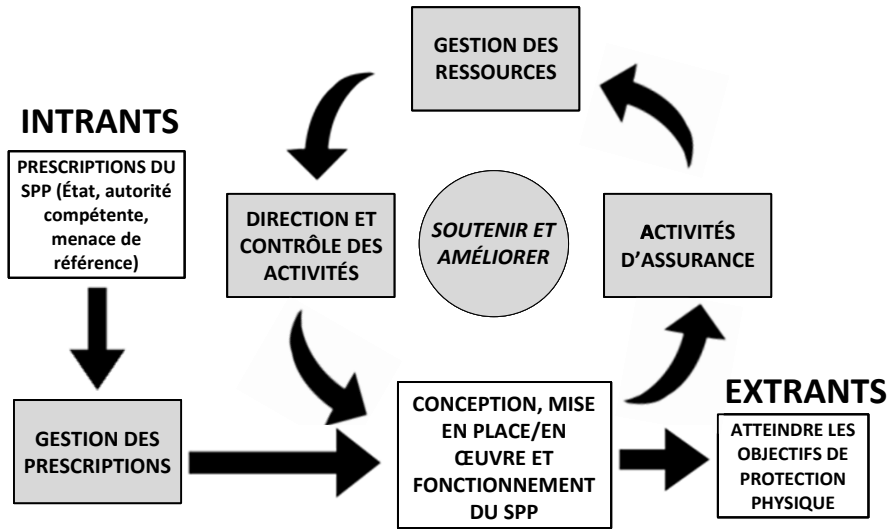 GESTION DES
RESSOURCES
INTRANTS
PRESCRIPTIONS DU
SPP (État, autorité
compétente,
menace de
référence)
DIRECTION ET
CONTRÔLE DES
ACTIVITÉS
SOUTENIR ET
AMÉLIORER
ACTIVITÉS
D’ASSURANCE
GESTION DES
PRESCRIPTIONS
CONCEPTION, MISE
EN PLACE/EN
ŒUVRE ET
FONCTIONNEMENT
DU SPP
EXTRANTS
ATTEINDRE LES
OBJECTIFS DE
PROTECTION
PHYSIQUE